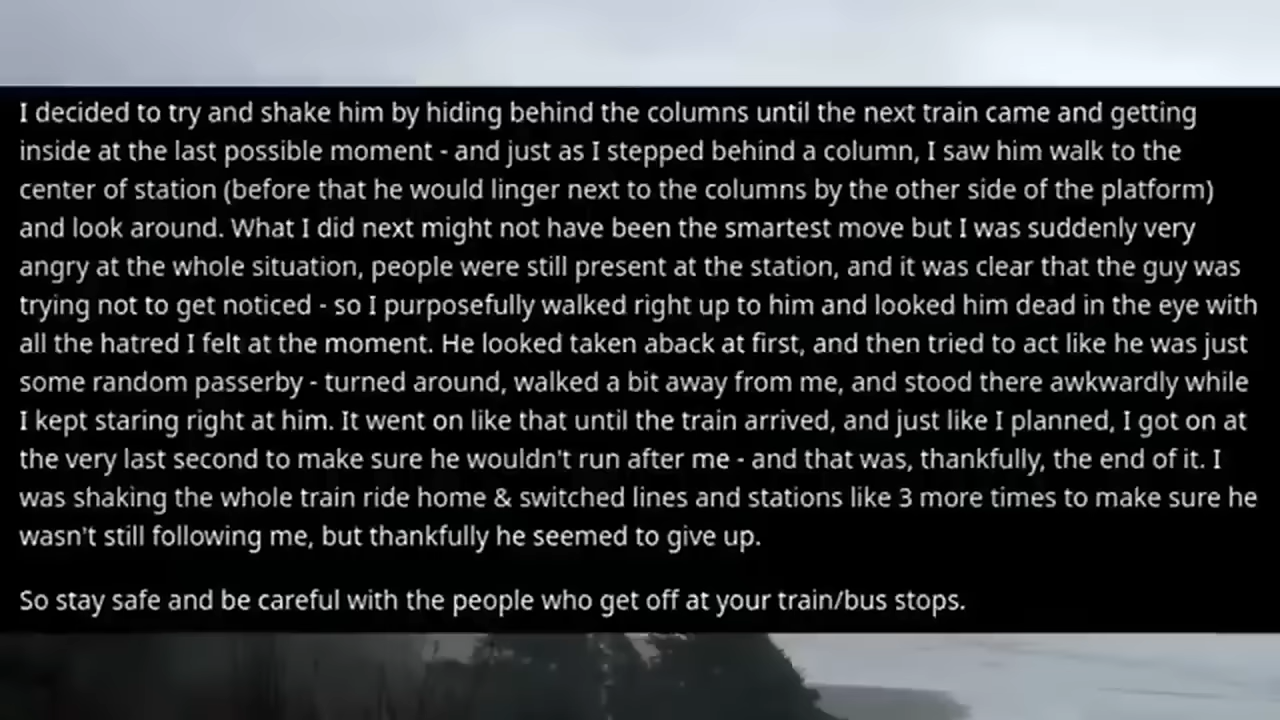 I decided to try and shake him by hiding behind the columns until the next train came and getting
inside at the last possible moment - and just as I stepped behind a column, I saw him walk to the
center of station (before that he would linger next to the columns by the other side of the platform)
and look around. What I did next might not have been the smartest move but I was suddenly very
angry at the whole situation, people were still present at the station, and it was clear that the guy was
trying not to get noticed - so I purposefully walked right up to him and looked him dead in the eye with
all the hatred I felt at the moment. He looked taken aback at first, and then tried to act like he was just
some random passerby - turned around, walked a bit away from me, and stood there awkwardly while
I kept staring right at him. It went on like that until the train arrived, and just like I planned, I got on at
the very last second to make sure he wouldn't run after me - and that was, thankfully, the end of it. I
was shaking the whole train ride home & switched lines and stations like 3 more times to make sure he
wasn't still following me, but thankfully he seemed to give up.
So stay safe and be careful with the people who get off at your train/bus stops.